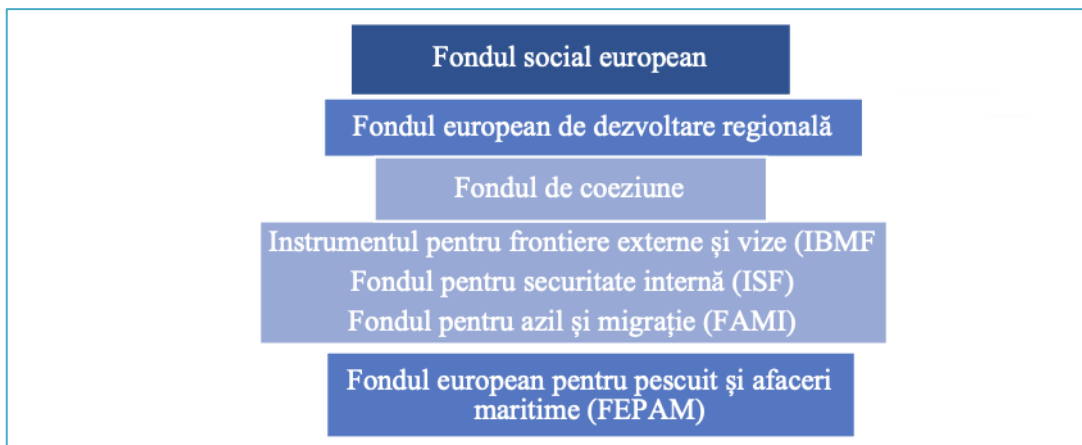 Fondul social european
Fondul european de dezvoltare regională
Fondul de coeziune
Instrumentul pentru frontiere externe și vize (IBMF
Fondul pentru securitate internă (ISF)
Fondul pentru azil și migrație (FAMI)
Fondul european pentru pescuit și afaceri
maritime (FEPAM)